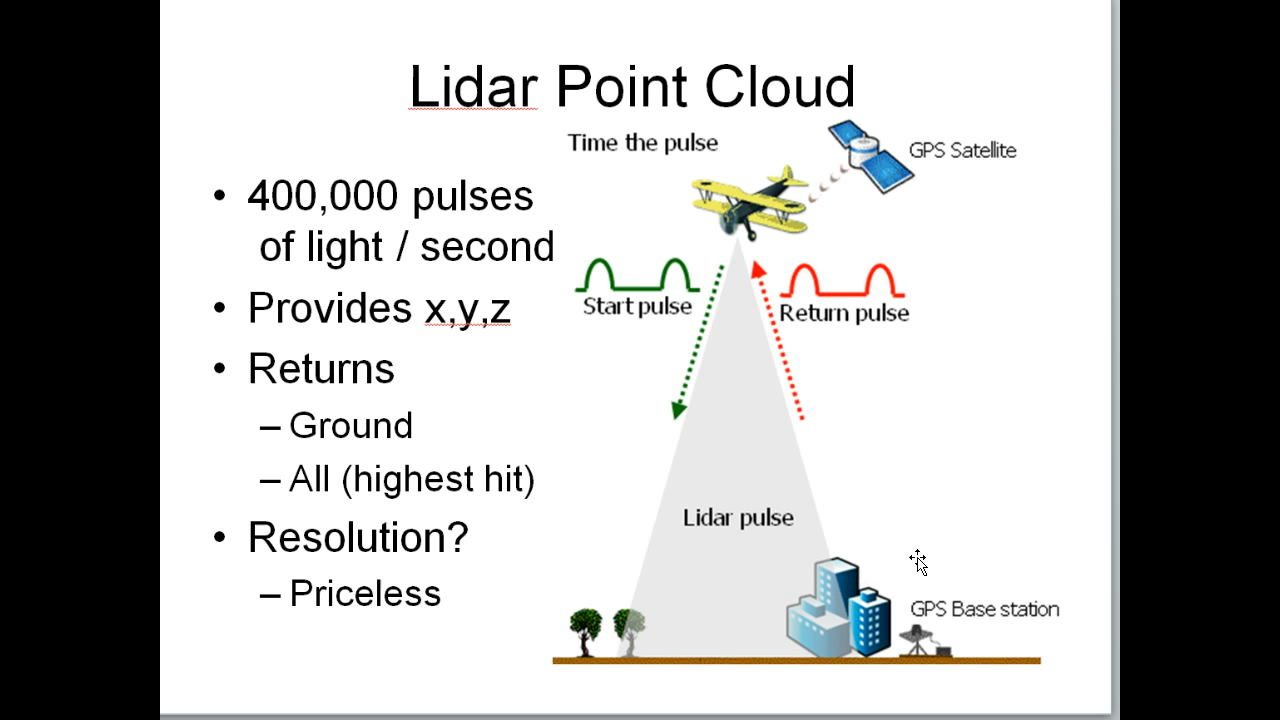 Lidar Point Cloud
• 400,000 pulses
of light / second
• Provides x,y,z
• Returns
– Ground
– All (highest hit)
• Resolution?
– Priceless
Time the pulse
GPS Satellite
Start pulse
Return pulse
Lidar pulse
GPS Base station